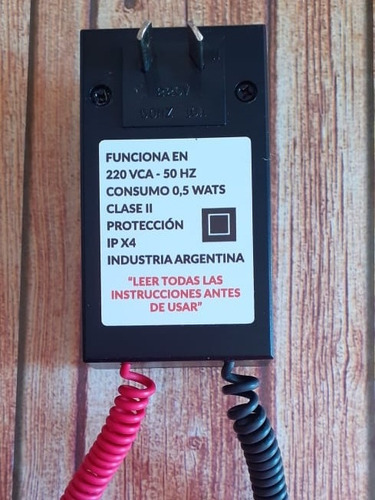 FUNCIONA EN
220 VCA - 50 HZ
CONSUMO 0,5 WATS
CLASE II
PROTECCIÓN
IP X4
INDUSTRIA ARGENTINA
"LEER TODAS LAS
INSTRUCCIONES ANTES
DE USAR"